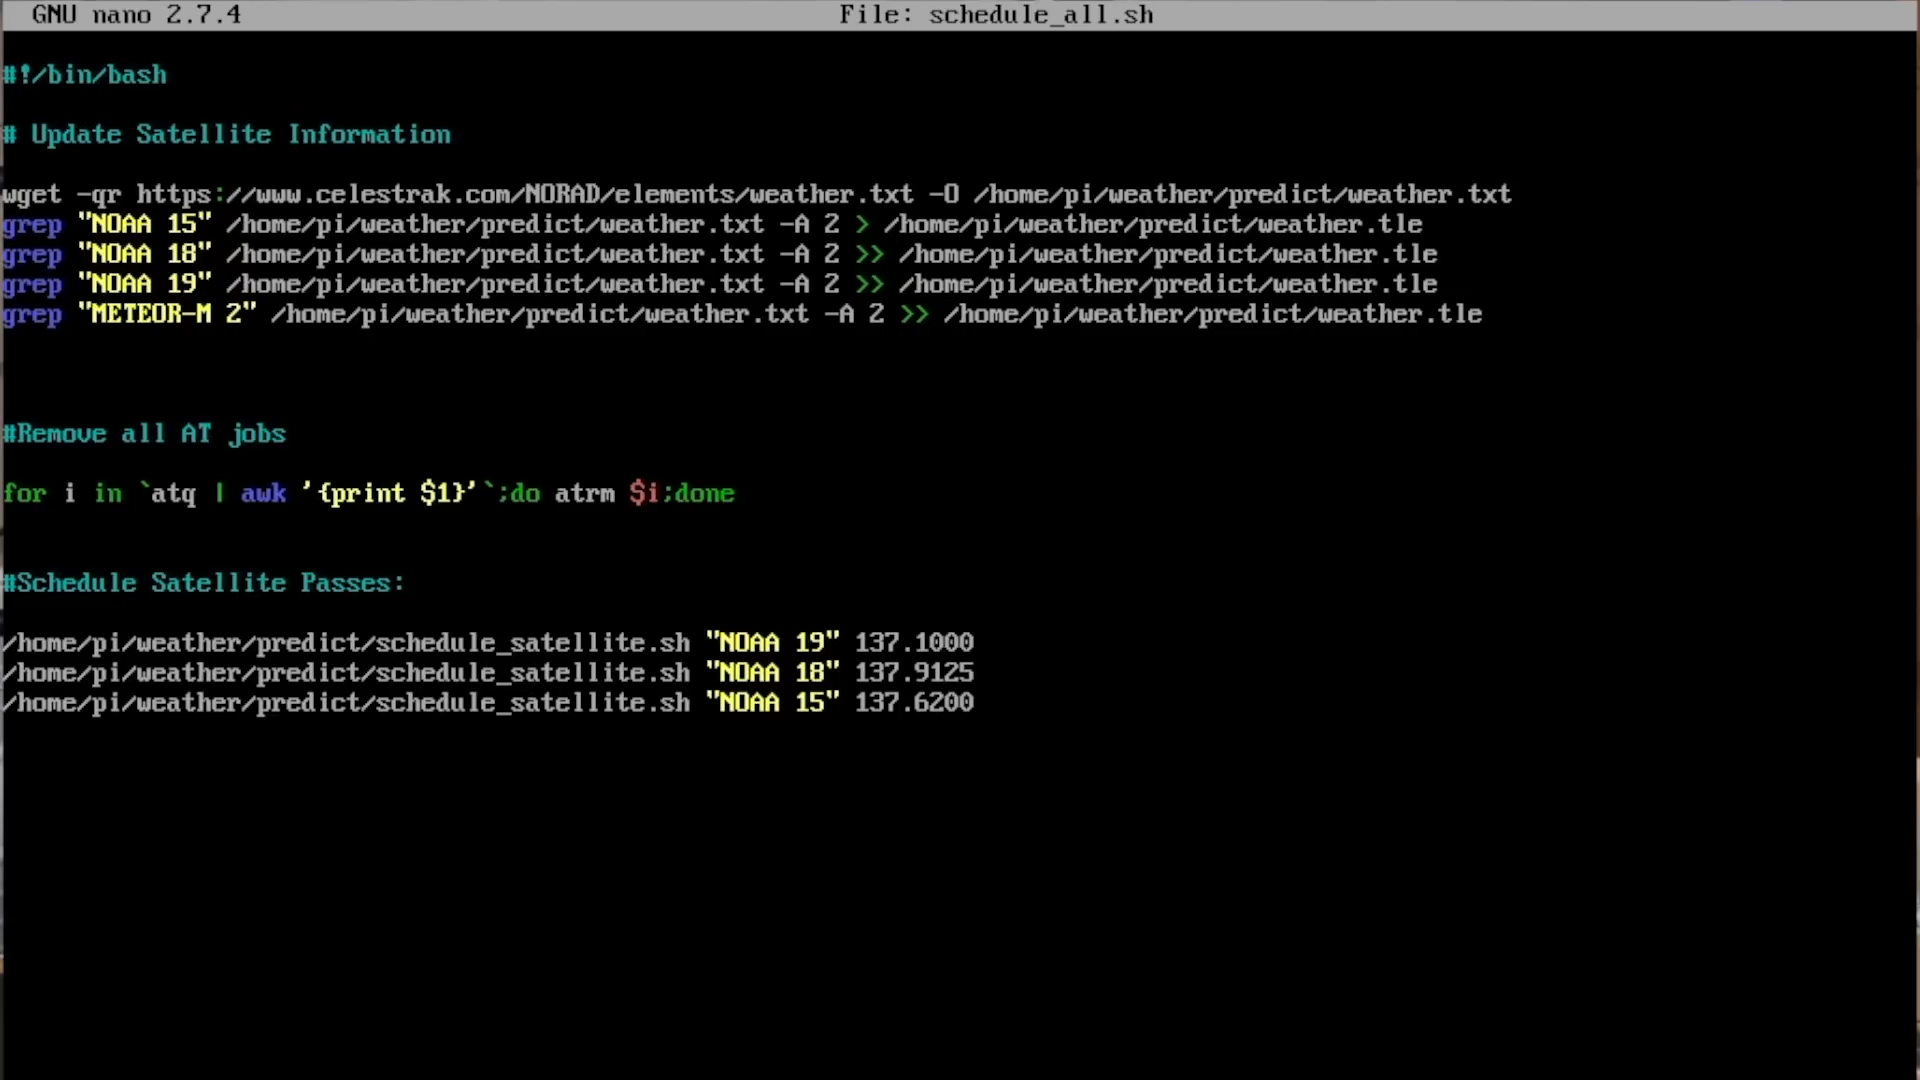 GNU nano 2.7.4 File: schedule_all.sh
#!/bin/bash
# Update Satellite Information
wget -qr https://www.celestrak.com/NORAD/elements/weather.txt -O /home/pi/weather/predict/weather.txt
grep "NOAA 15" /home/pi/weather/predict/weather.txt -A 2 > /home/pi/weather/predict/weather.tle
grep "NOAA 18" /home/pi/weather/predict/weather.txt -A 2 >> /home/pi/weather/predict/weather.tle
grep "NOAA 19" /home/pi/weather/predict/weather.txt -A 2 >> /home/pi/weather/predict/weather.tle
grep "METEOR-M 2" /home/pi/weather/predict/weather.txt -A 2 >> /home/pi/weather/predict/weather.tle
#Remove all AT jobs
for i in `atq | awk '{print $1}'`;do atrm $i;done
#Schedule Satellite Passes:
/home/pi/weather/predict/schedule_satellite.sh "NOAA 19" 137.1000
/home/pi/weather/predict/schedule_satellite.sh "NOAA 18" 137.9125
/home/pi/weather/predict/schedule_satellite.sh "NOAA 15" 137.6200